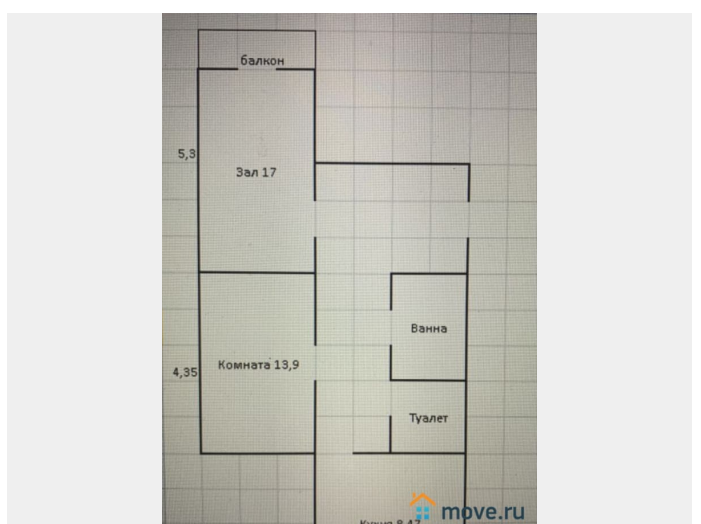 балкон
5,3
Зал 17
Ванна
4,35
Комната 13,9
Туалет
move.ru